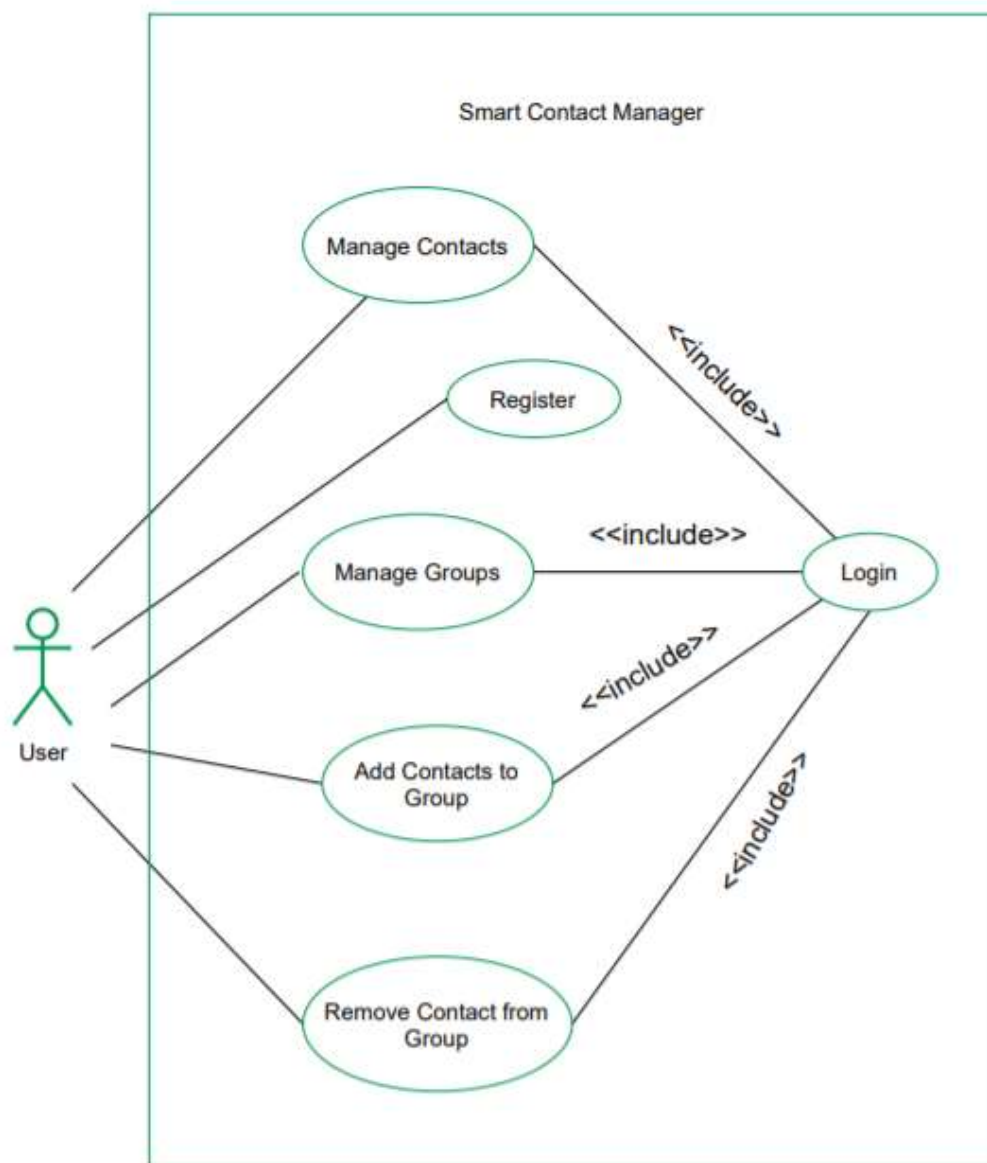 Smart Contact Manager
Manage Contacts
<<include>>
Register
<<include>>
Manage Groups
Login
<<include>>
User
Add Contacts to
Group
<<include>>
Remove Contact from
Group